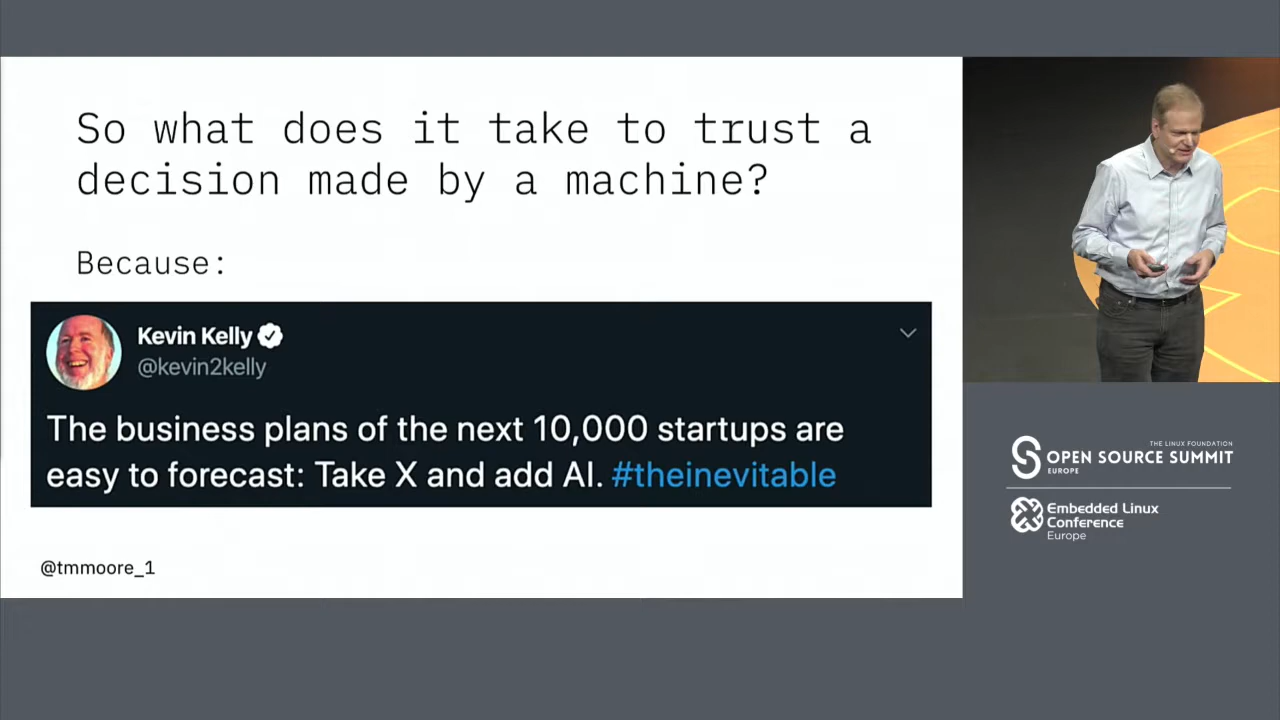 So what does it take to trust a
decision made by a machine?
Because:
Kevin Kelly
@kevin2kelly
The business plans of the next 10,000 startups are
easy to forecast: Take X and add AI. #theinevitable
@tmmoore_1
THE LINUX FOUNDATION
OPEN SOURCE SUMMIT
EUROPE
Embedded Linux
Conference
Europe